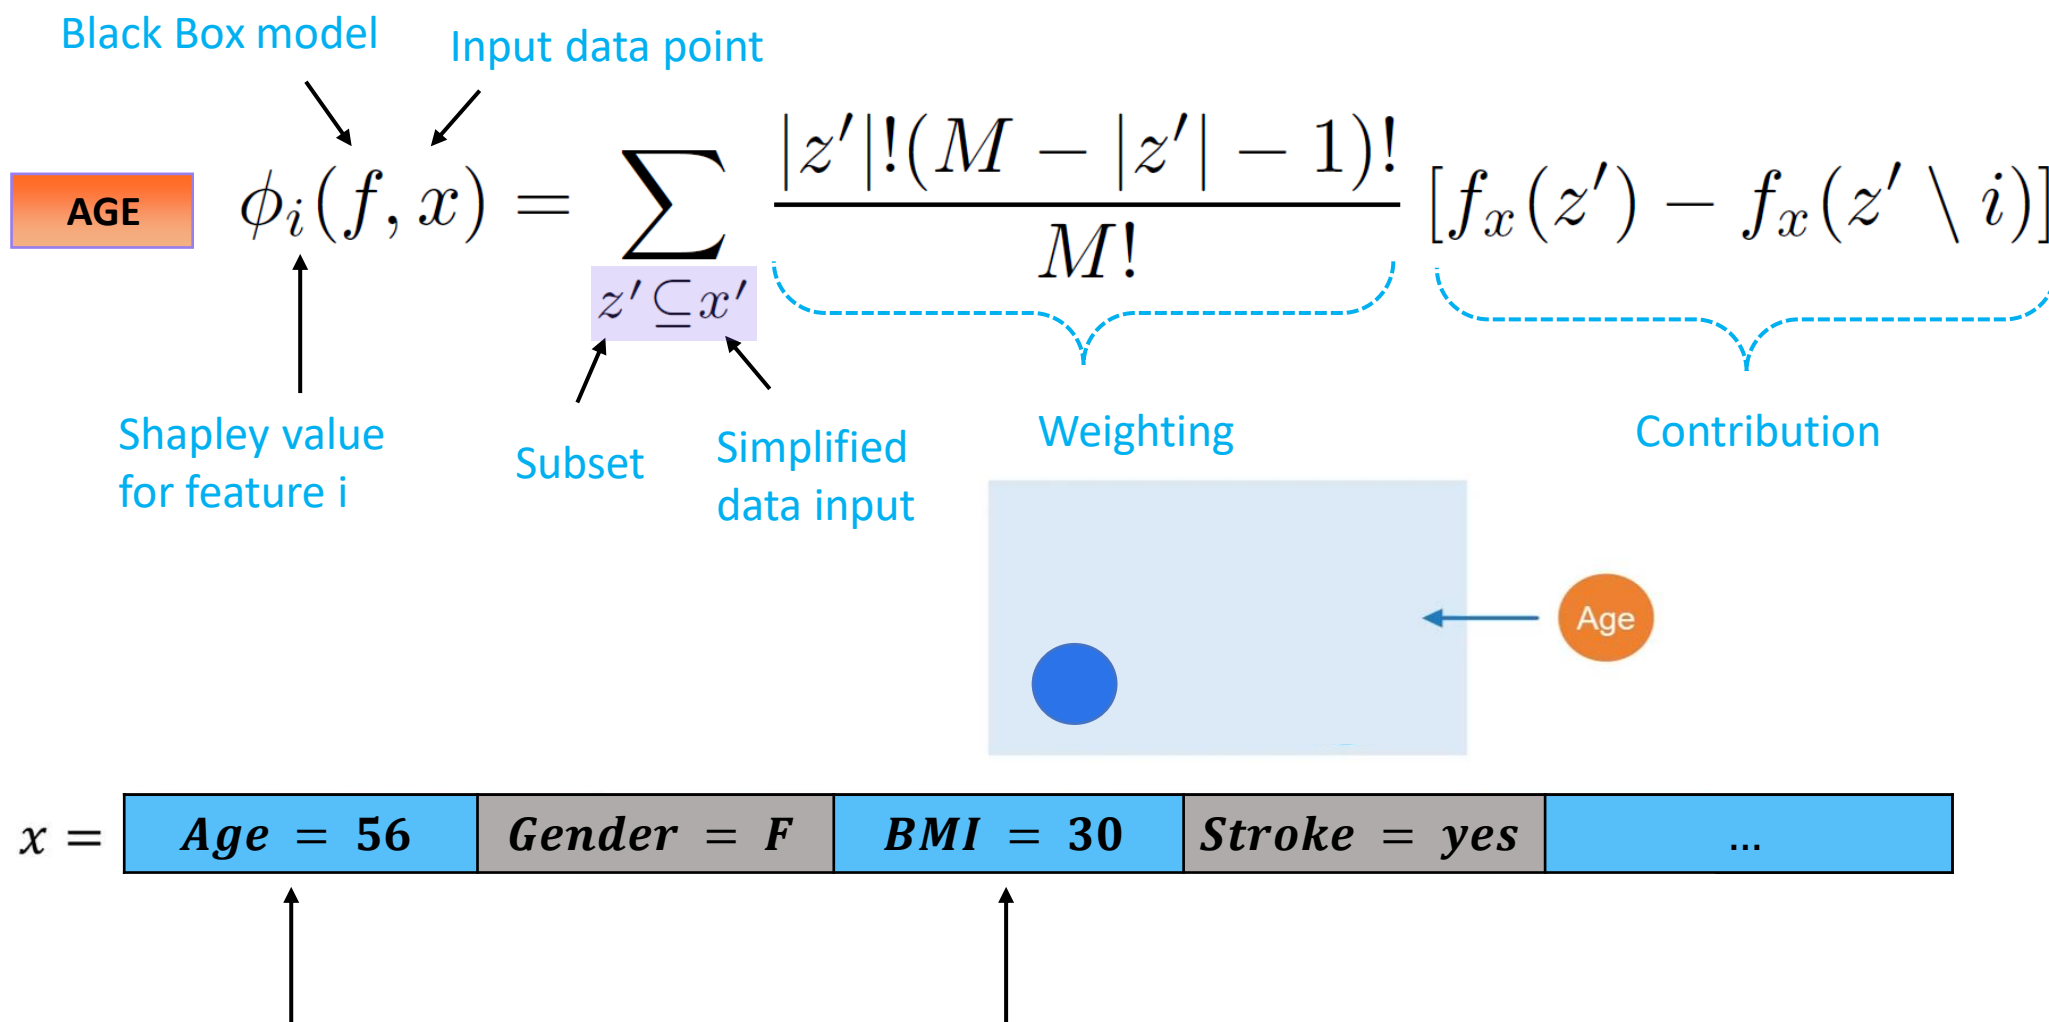 Black Box model
Input data point
AGE
ϕ_i(f, x) = ∑_{z′⊆x′} |z′|!(M − |z′| − 1)! / M! [f_x(z′) − f_x(z′ \ i)]
Shapley value
for feature i
Subset
Simplified
data input
Weighting
Contribution
Age
x = Age = 56 Gender = F BMI = 30 Stroke = yes ...